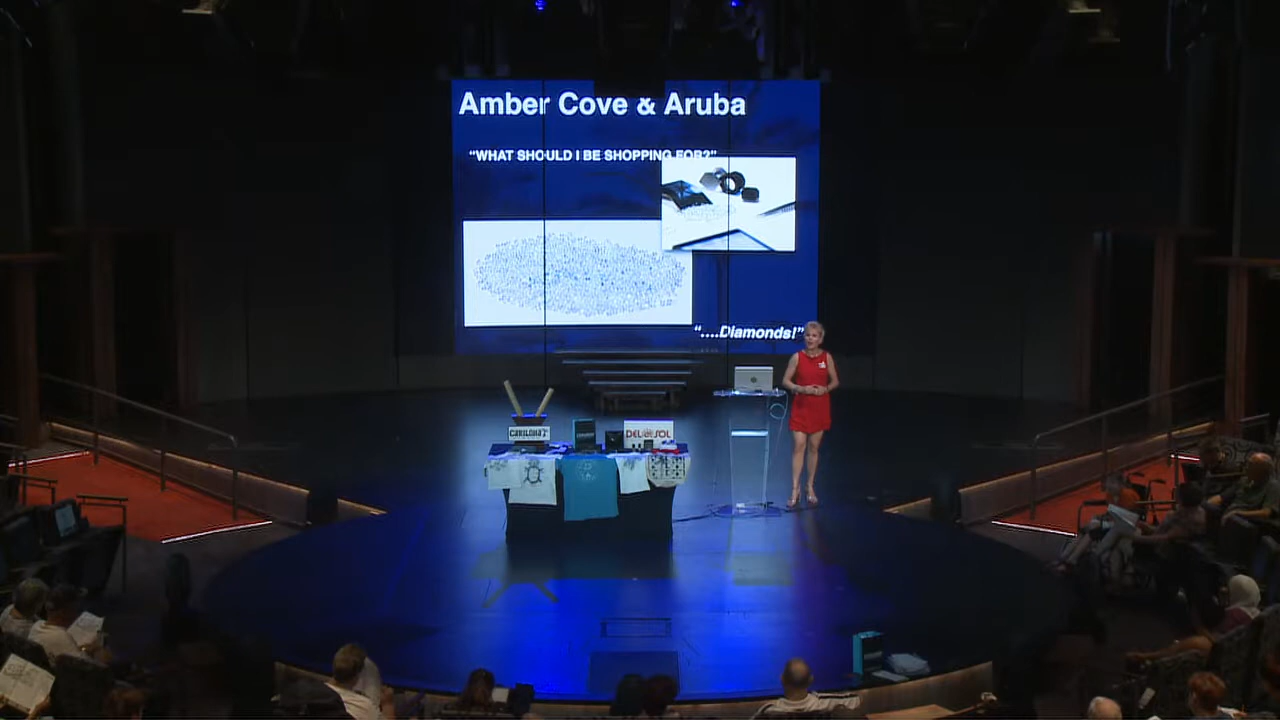 Amber Cove & Aruba
“WHAT SHOULD I BE SHOPPING FOR?”
“....Diamonds!”
CARILOHA
DEL SOL